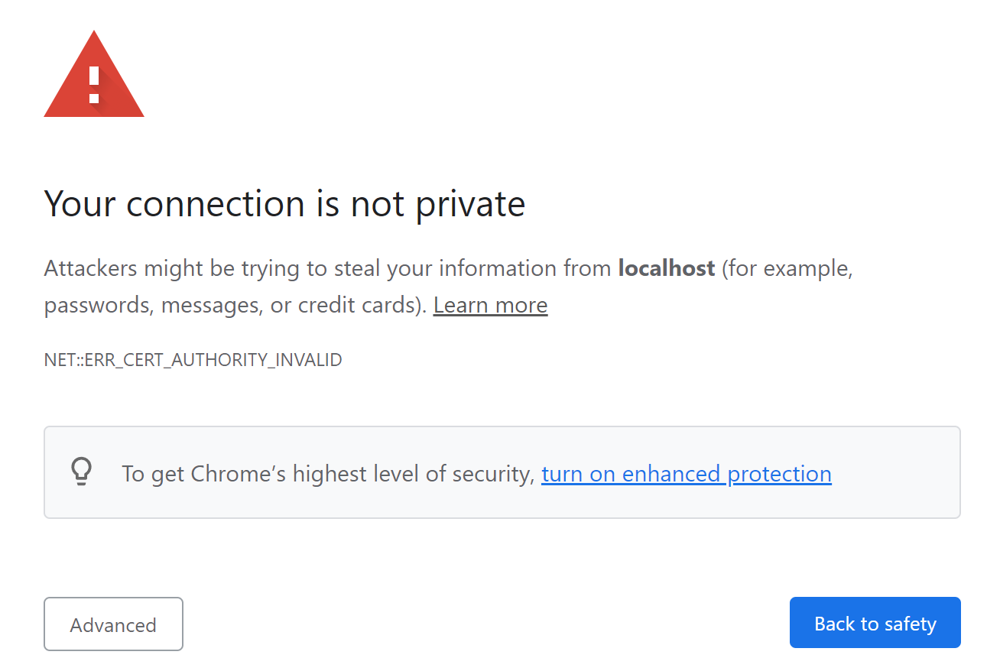 Your connection is not private
Attackers might be trying to steal your information from localhost (for example,
passwords, messages, or credit cards). Learn more
NET::ERR_CERT_AUTHORITY_INVALID
To get Chrome’s highest level of security, turn on enhanced protection
Advanced
Back to safety